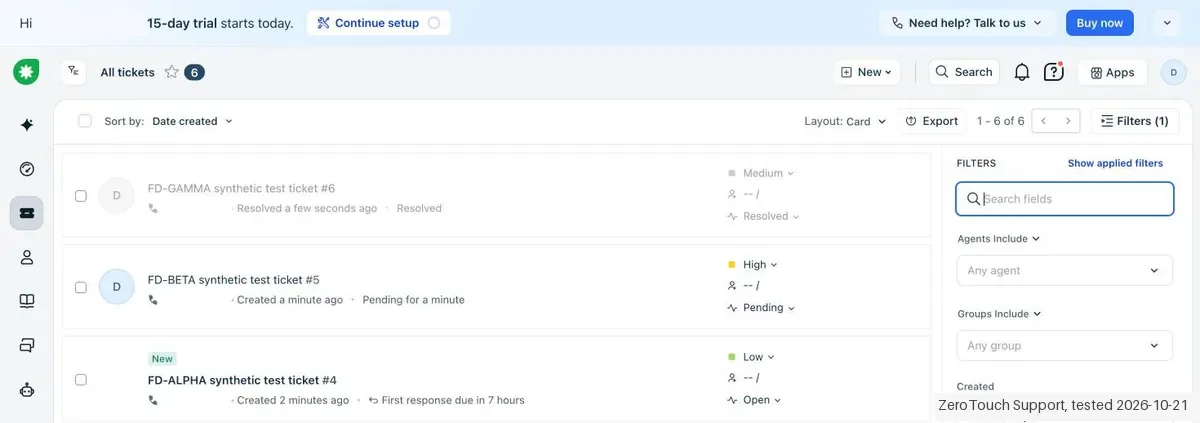 Hi
15-day trial starts today.
Continue setup
Need help? Talk to us
Buy now
All tickets
6
New
Search
Apps
D
Sort by: Date created
Layout: Card
Export
1 - 6 of 6
Filters (1)
D
FD-GAMMA synthetic test ticket #6
· Resolved a few seconds ago · Resolved
Medium
-- /
Resolved
D
FD-BETA synthetic test ticket #5
· Created a minute ago · Pending for a minute
High
-- /
Pending
New
FD-ALPHA synthetic test ticket #4
· Created 2 minutes ago · First response due in 7 hours
Low
-- /
Open
FILTERS
Show applied filters
Search fields
Agents Include
Any agent
Groups Include
Any group
Created
ZeroTouch Support, tested 2026-10-21